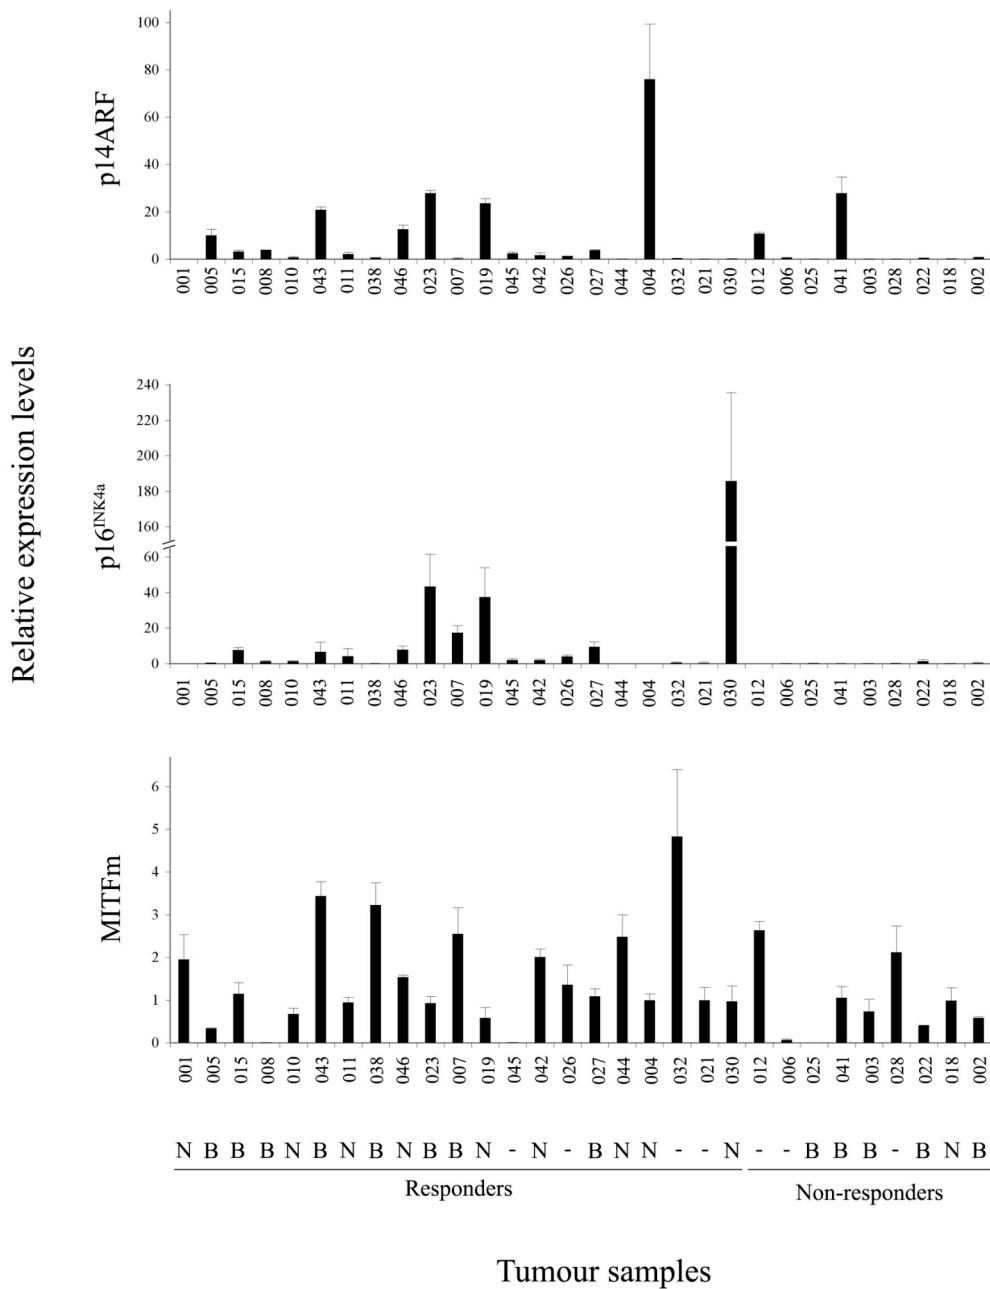 Relative expression levels
p14ARF
100
80
60
40
20
0
001 005 015 008 010 043 011 038 046 023 007 019 045 042 026 027 044 004 032 021 030 012 006 025 041 003 028 022 018 002
p16INK4a
240
220
200
180
160
60
40
20
0
001 005 015 008 010 043 011 038 046 023 007 019 045 042 026 027 044 004 032 021 030 012 006 025 041 003 028 022 018 002
MITFm
6
5
4
3
2
1
0
001 005 015 008 010 043 011 038 046 023 007 019 045 042 026 027 044 004 032 021 030 012 006 025 041 003 028 022 018 002
N B B B N B N B N B B N - N - B N N - - N - - B B B - B N B
Responders Non-responders
Tumour samples